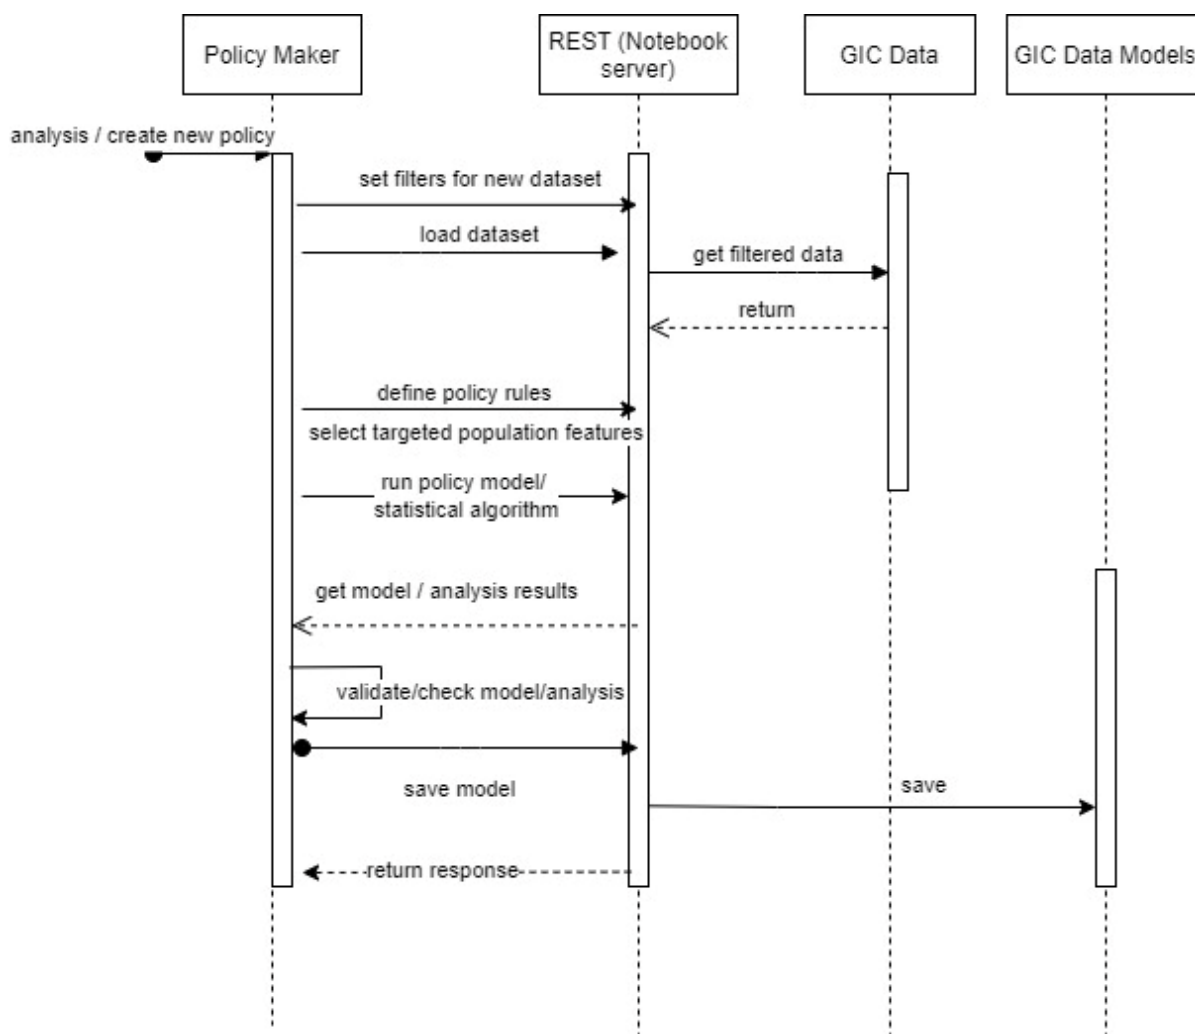 Policy Maker
REST (Notebook
server)
GIC Data
GIC Data Models
analysis / create new policy
set filters for new dataset
load dataset
get filtered data
return
define policy rules
select targeted population features
run policy model/
statistical algorithm
get model / analysis results
validate/check model/analysis
save model
save
return response